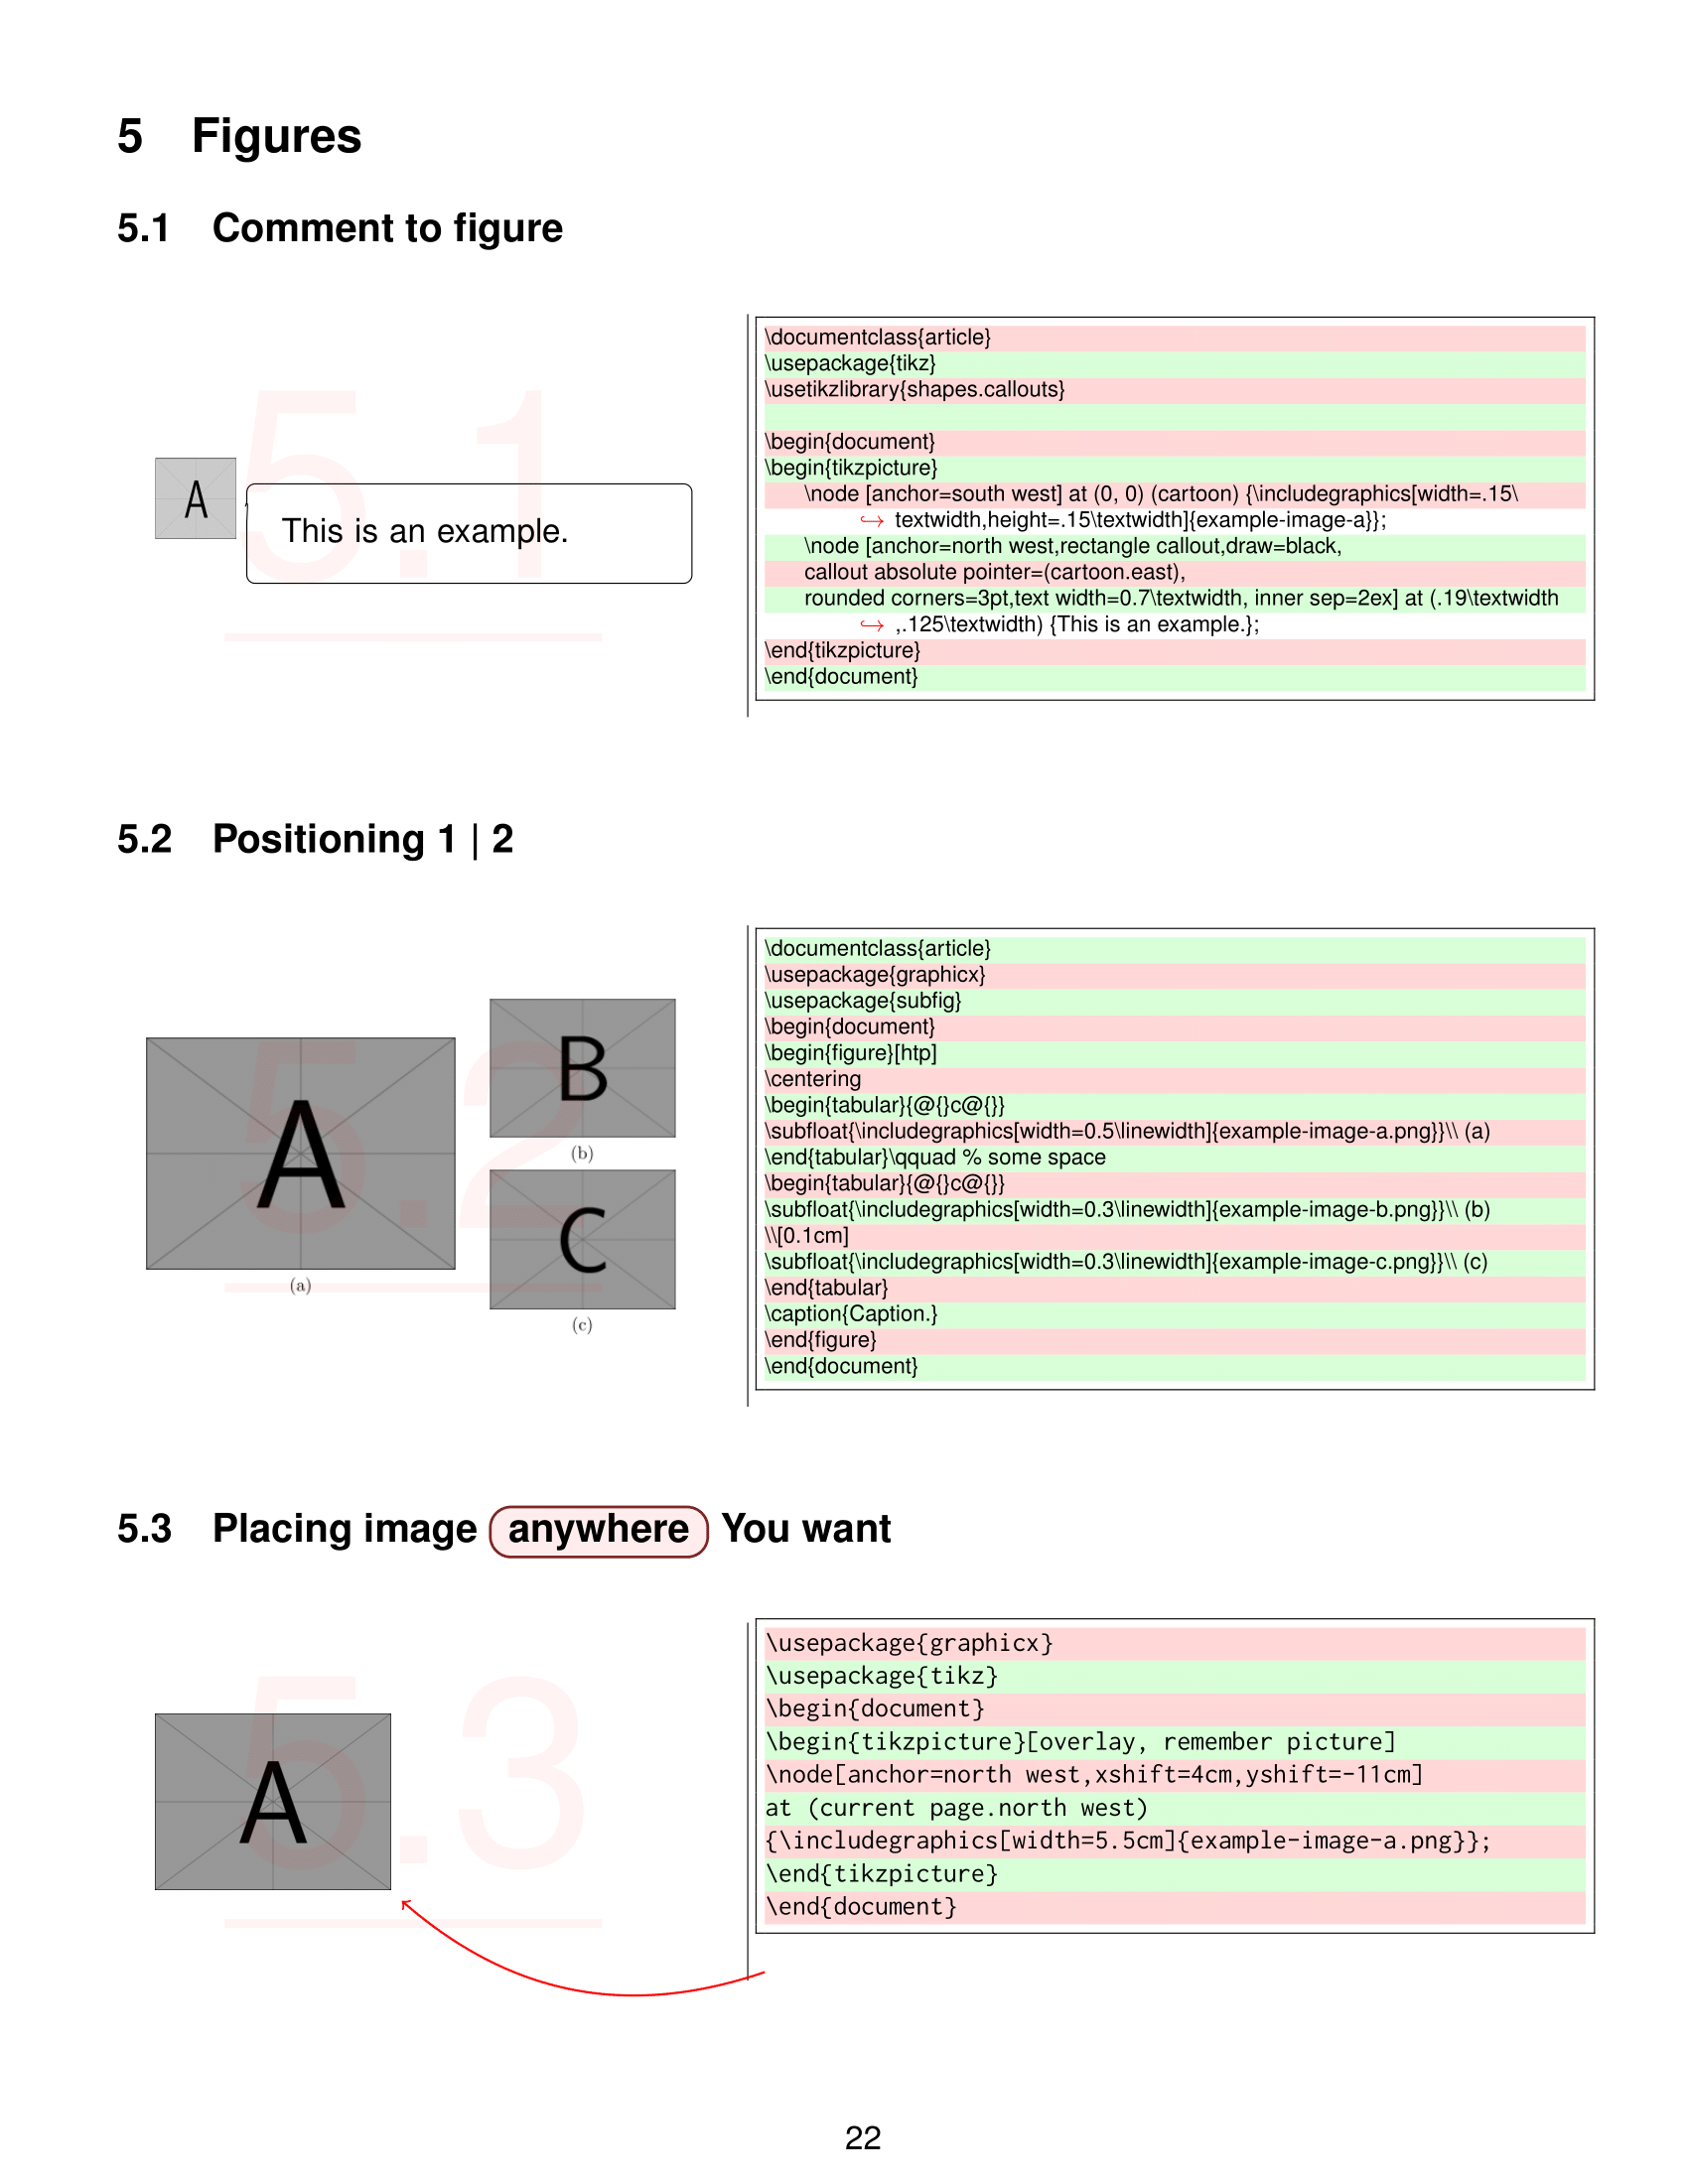 5 Figures
5.1 Comment to figure
5.1
A
This is an example.
\documentclass{article}
\usepackage{tikz}
\usetikzlibrary{shapes.callouts}
\begin{document}
\begin{tikzpicture}
\node [anchor=south west] at (0, 0) (cartoon) {\includegraphics[width=.15\
↪ textwidth,height=.15\textwidth]{example-image-a}};
\node [anchor=north west,rectangle callout,draw=black,
callout absolute pointer=(cartoon.east),
rounded corners=3pt,text width=0.7\textwidth, inner sep=2ex] at (.19\textwidth
↪ ,.125\textwidth) {This is an example.};
\end{tikzpicture}
\end{document}
5.2 Positioning 1 | 2
5.2
A
(a)
B
(b)
C
(c)
\documentclass{article}
\usepackage{graphicx}
\usepackage{subfig}
\begin{document}
\begin{figure}[htp]
\centering
\begin{tabular}{@{}c@{}}
\subfloat{\includegraphics[width=0.5\linewidth]{example-image-a.png}}\\ (a)
\end{tabular}\qquad % some space
\begin{tabular}{@{}c@{}}
\subfloat{\includegraphics[width=0.3\linewidth]{example-image-b.png}}\\ (b)
\\[0.1cm]
\subfloat{\includegraphics[width=0.3\linewidth]{example-image-c.png}}\\ (c)
\end{tabular}
\caption{Caption.}
\end{figure}
\end{document}
5.3 Placing image anywhere You want
5.3
A
\usepackage{graphicx}
\usepackage{tikz}
\begin{document}
\begin{tikzpicture}[overlay, remember picture]
\node[anchor=north west,xshift=4cm,yshift=-11cm]
at (current page.north west)
{\includegraphics[width=5.5cm]{example-image-a.png}};
\end{tikzpicture}
\end{document}
22